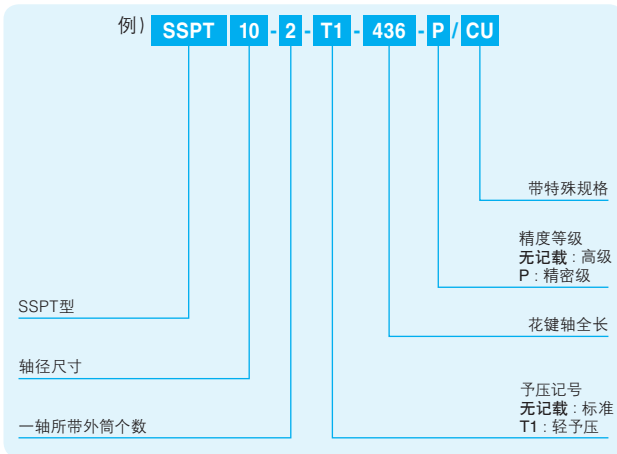 例) SSPT 10 - 2 - T1 - 436 - P / CU
带特殊规格
精度等级
无记载 : 高级
P : 精密级
SSPT型
花键轴全长
轴径尺寸
予压记号
无记载 : 标准
T1 : 轻予压
一轴所带外筒个数